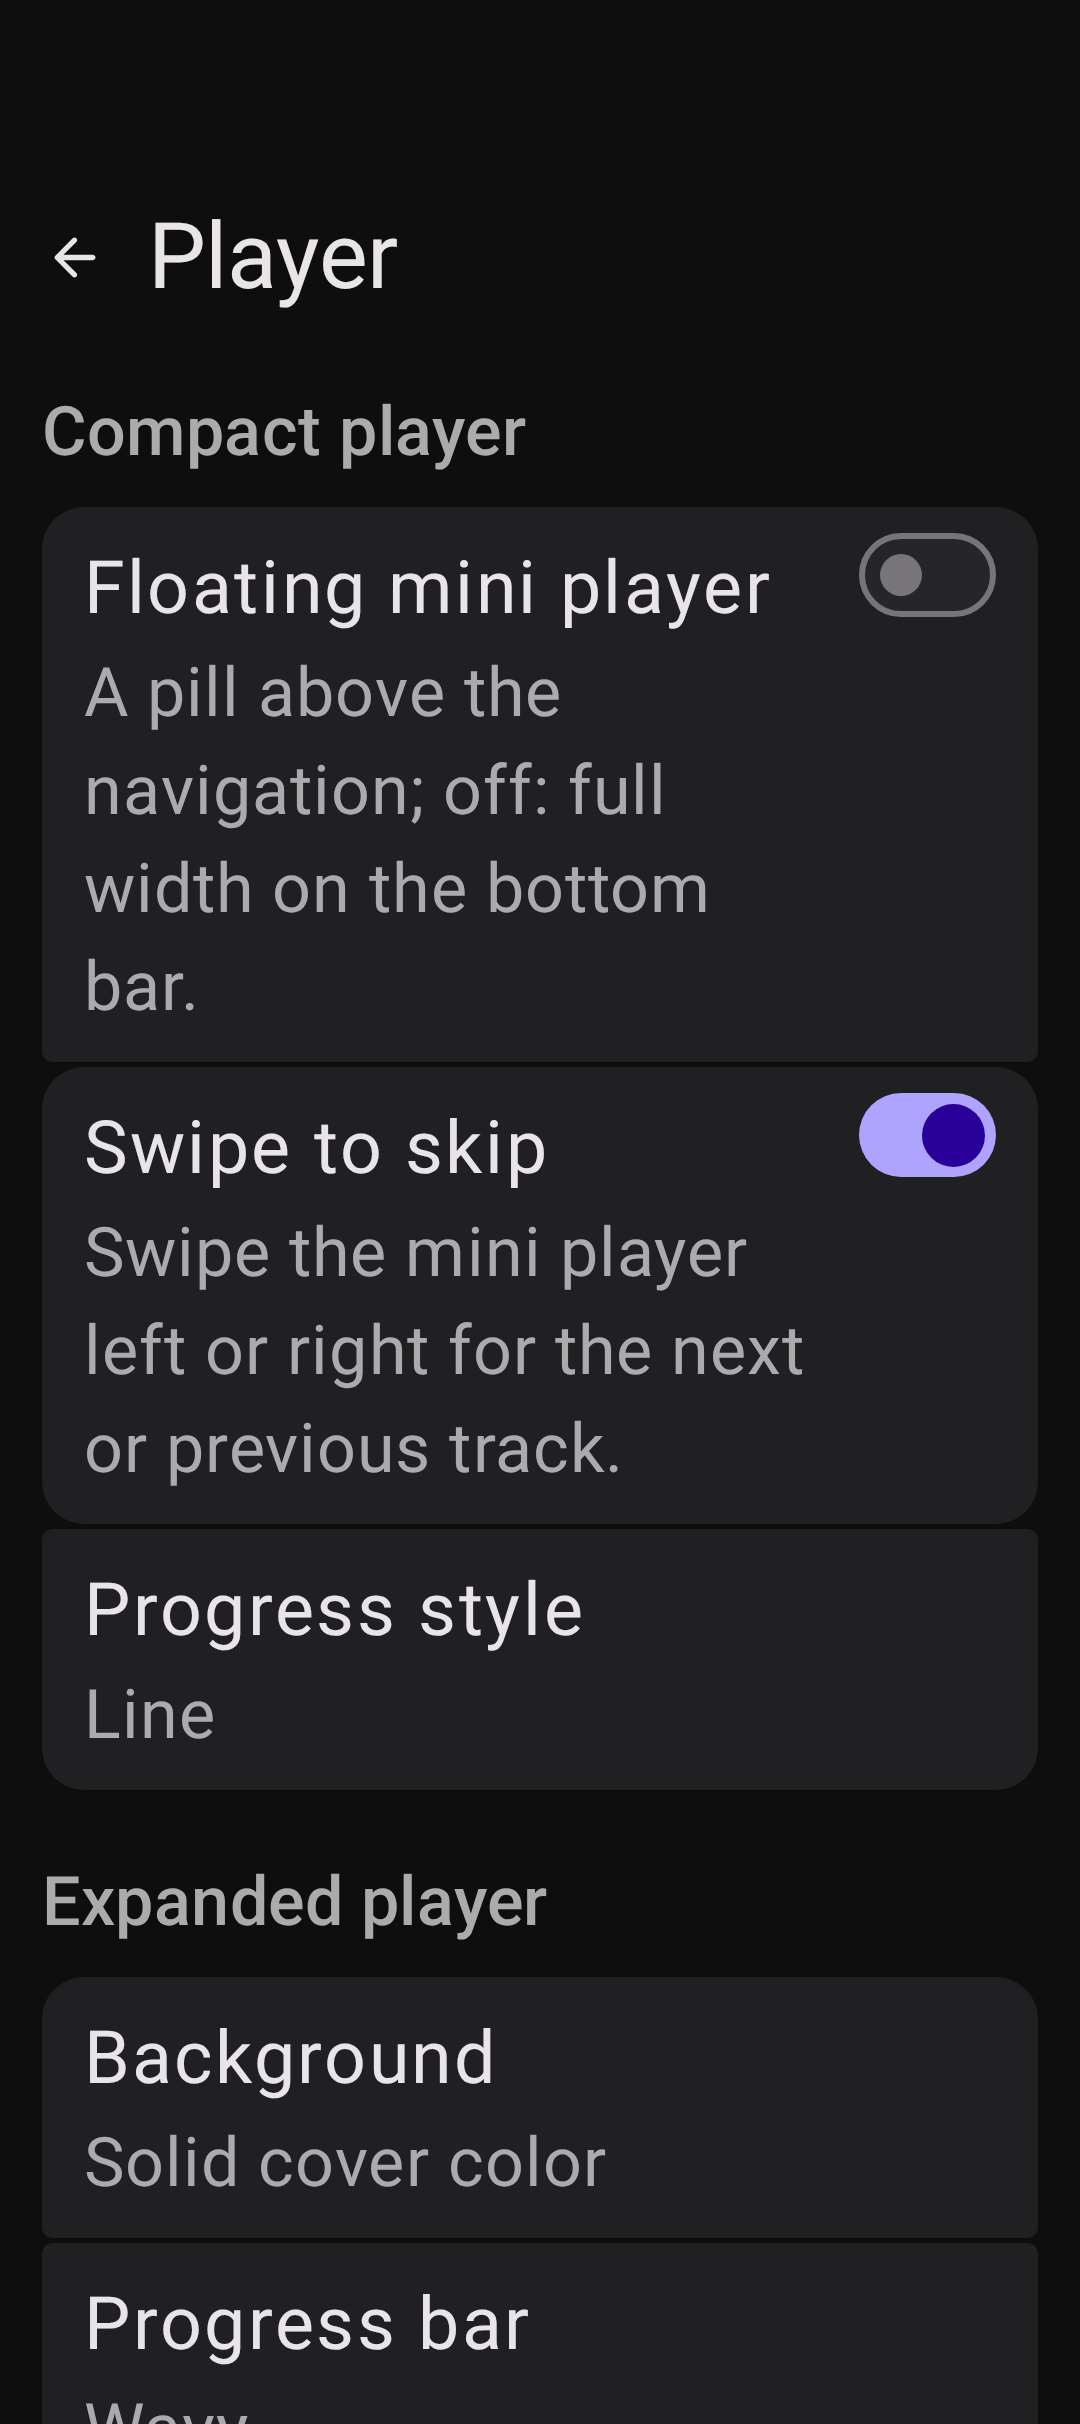 Player
Compact player
Floating mini player
A pill above the
navigation; off: full
width on the bottom
bar.
Swipe to skip
Swipe the mini player
left or right for the next
or previous track.
Progress style
Line
Expanded player
Background
Solid cover color
Progress bar
Wavy